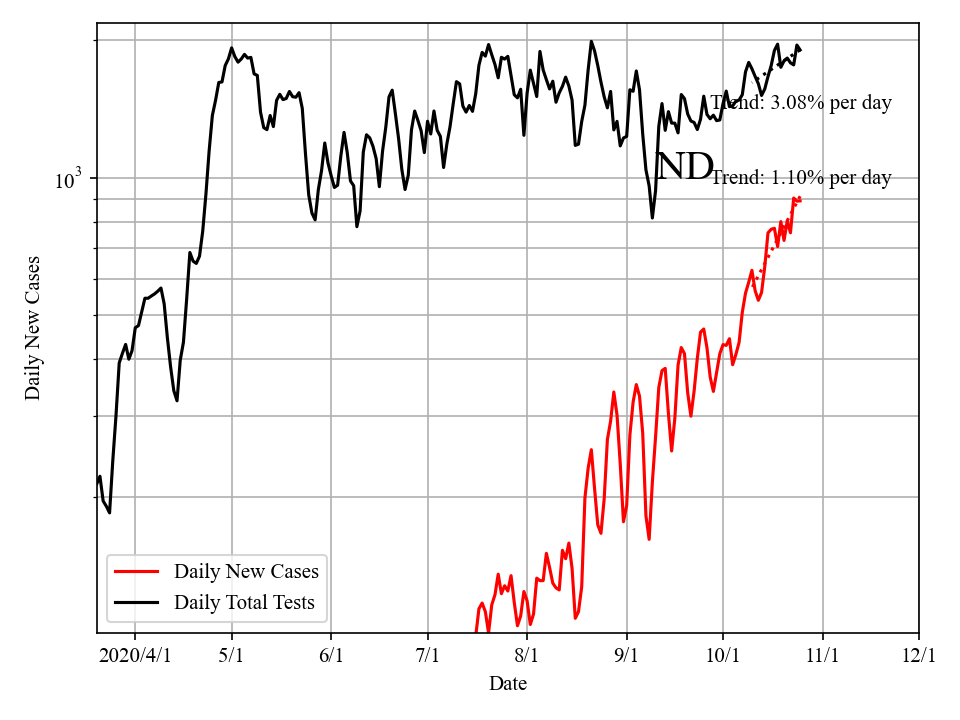 Trend: 3.08% per day
ND
Trend: 1.10% per day
10³
Daily New Cases
Daily New Cases
Daily Total Tests
2020/4/1 5/1 6/1 7/1 8/1 9/1 10/1 11/1 12/1
Date